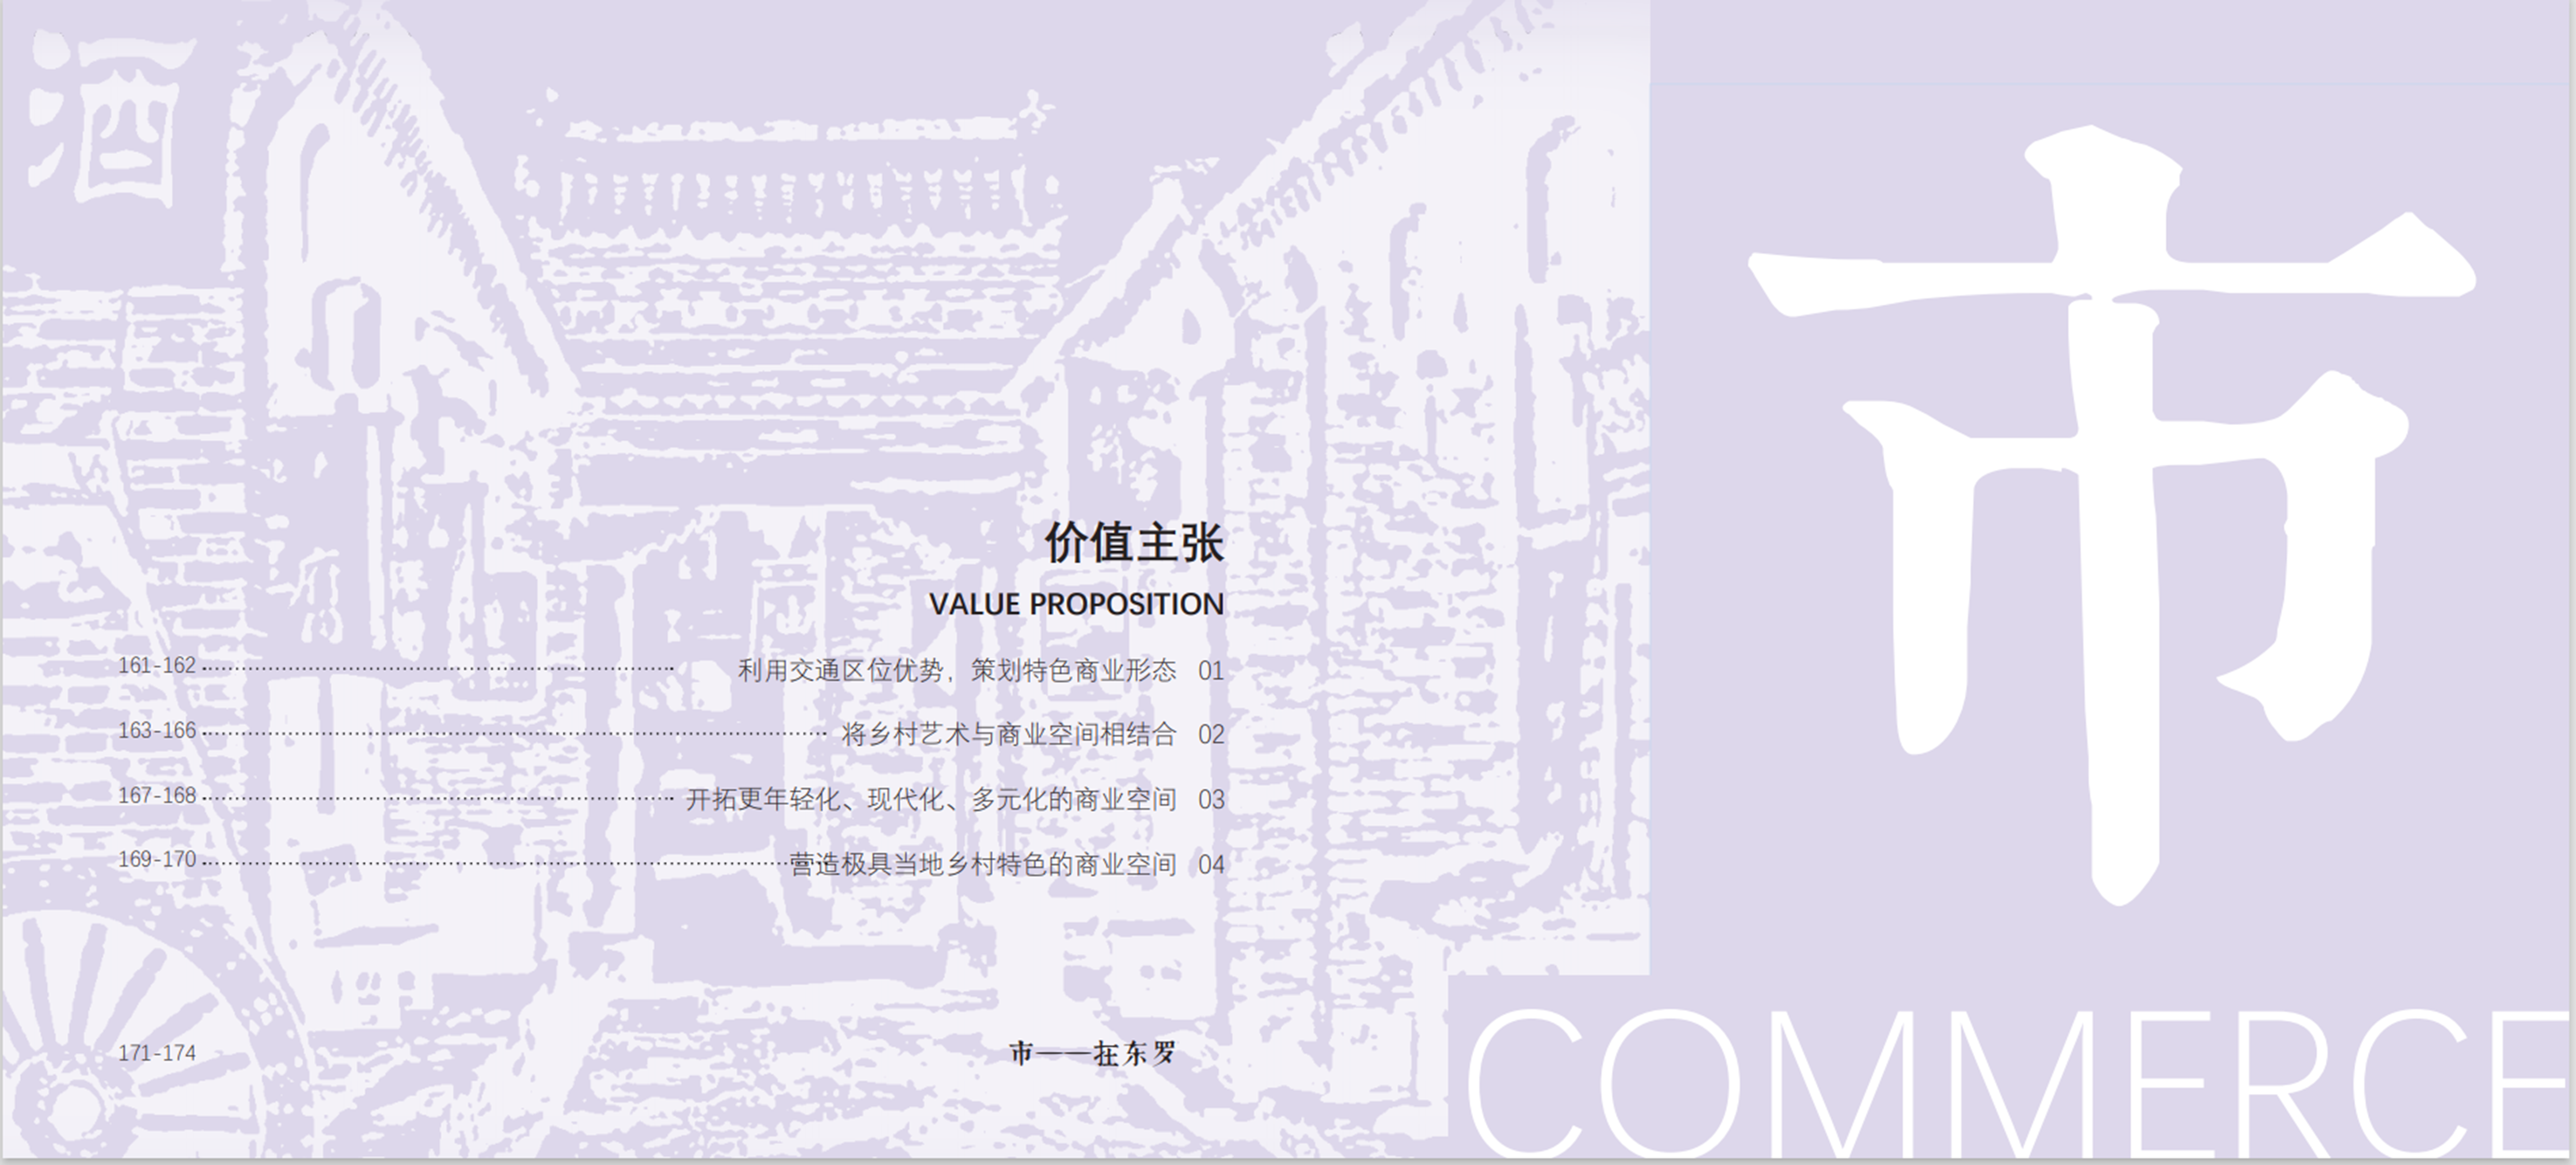 酒
市
价值主张
VALUE PROPOSITION
161-162 利用交通区位优势，策划特色商业形态 01
163-166 将乡村艺术与商业空间相结合 02
167-168 开拓更年轻化、现代化、多元化的商业空间 03
169-170 营造极具当地乡村特色的商业空间 04
171-174 市——在东罗
COMMERCE